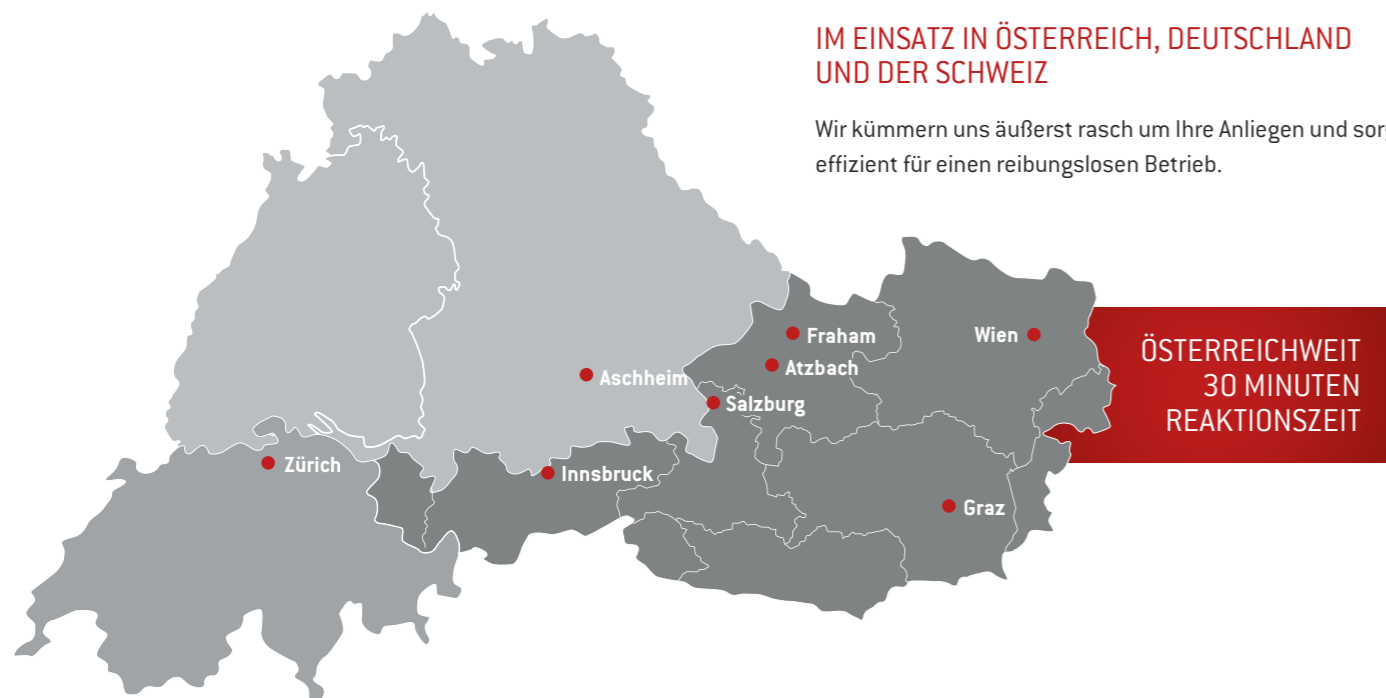 IM EINSATZ IN ÖSTERREICH, DEUTSCHLAND
UND DER SCHWEIZ
Wir kümmern uns äußerst rasch um Ihre Anliegen und
effizient für einen reibungslosen Betrieb.
Fraham
Wien
Atzbach
Aschheim
Salzburg
Zürich
Innsbruck
Graz
ÖSTERREICHWEIT
30 MINUTEN
REAKTIONSZEIT